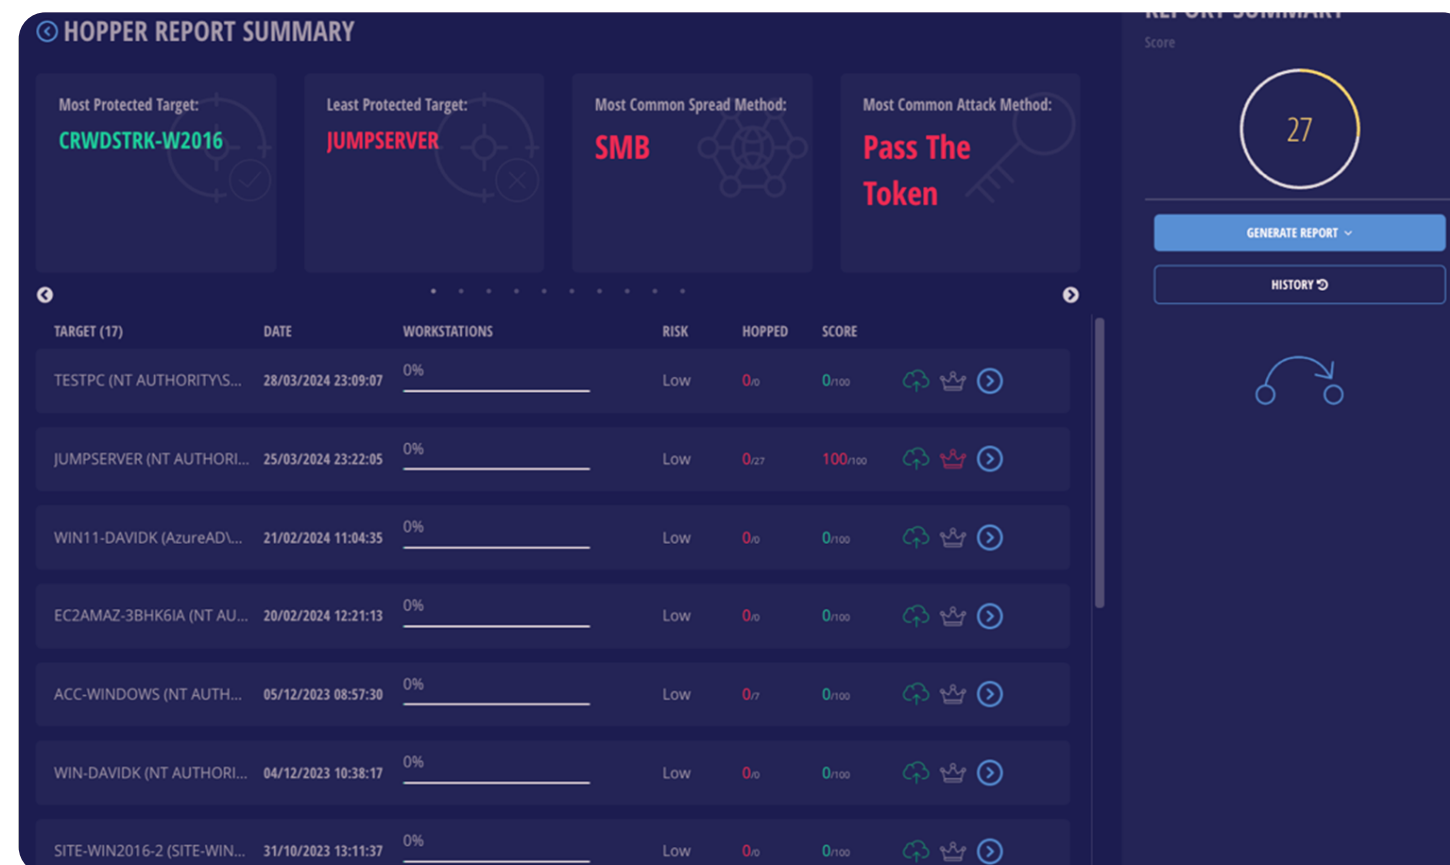 HOPPER REPORT SUMMARY
REPORT SUMMARY
Score
27
GENERATE REPORT
HISTORY
Most Protected Target:
CRWDSTRK-W2016
Least Protected Target:
JUMPSERVER
Most Common Spread Method:
SMB
Most Common Attack Method:
Pass The
Token
TARGET (17) DATE WORKSTATIONS RISK HOPPED SCORE
TESTPC (NT AUTHORITY\S... 28/03/2024 23:09:07 0% Low 0/0 0/100
JUMPSERVER (NT AUTHORI... 25/03/2024 23:22:05 0% Low 0/27 100/100
WIN11-DAVIDK (AzureAD\... 21/02/2024 11:04:35 0% Low 0/0 0/100
EC2AMAZ-3BHK6IA (NT AU... 20/02/2024 12:21:13 0% Low 0/0 0/100
ACC-WINDOWS (NT AUTH... 05/12/2023 08:57:30 0% Low 0/7 0/100
WIN-DAVIDK (NT AUTHORI... 04/12/2023 10:38:17 0% Low 0/0 0/100
SITE-WIN2016-2 (SITE-WIN... 31/10/2023 13:11:37 0% Low 0/0 0/100